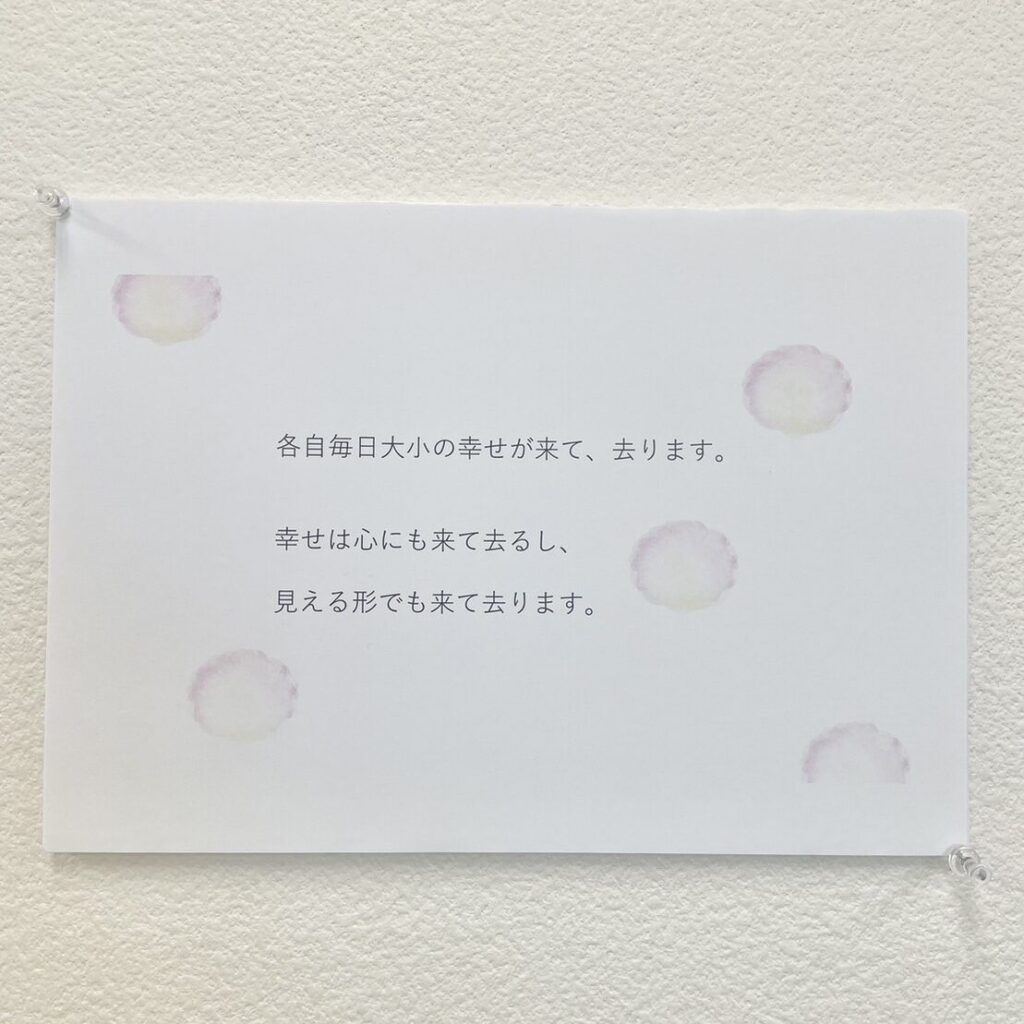 各自毎日大小の幸せが来て、去ります。
幸せは心にも来て去るし、
見える形でも来て去ります。